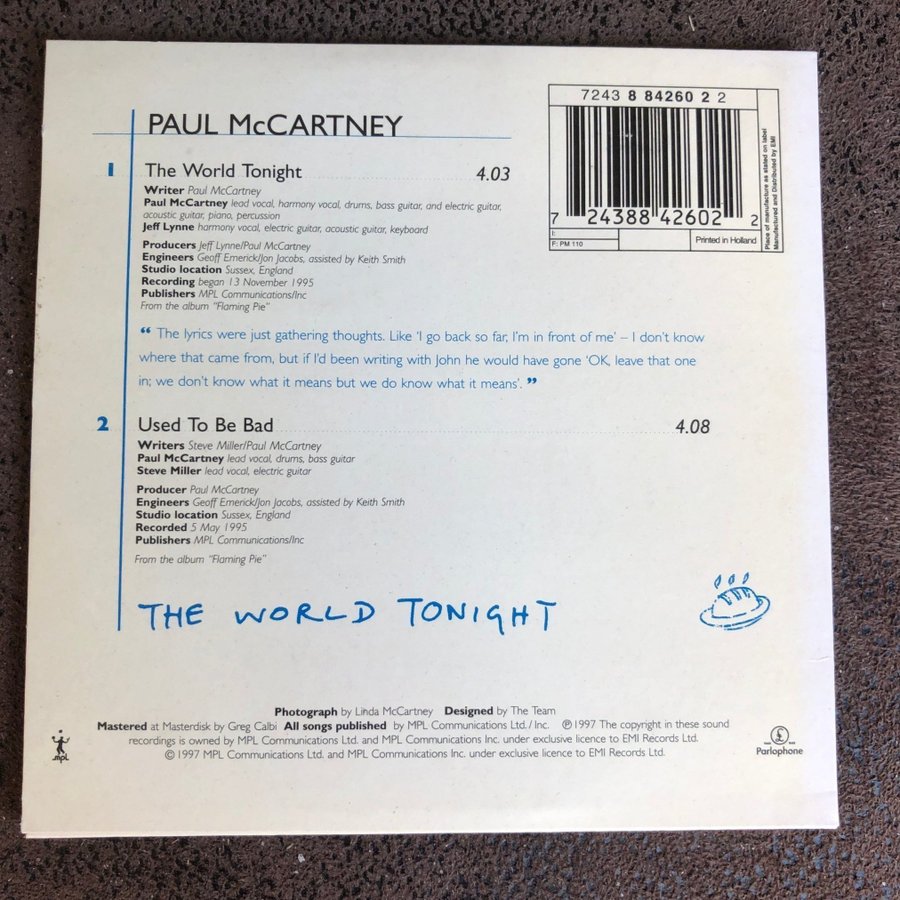 7243 8 84260 2 2
7 24388 42602 2
I:
F: PM 110
Printed in Holland
Place of manufacture as stated on label
Manufactured and Distributed by EMI
PAUL McCARTNEY
1 The World Tonight 4.03
Writer Paul McCartney
Paul McCartney lead vocal, harmony vocal, drums, bass guitar, and electric guitar,
acoustic guitar, piano, percussion
Jeff Lynne harmony vocal, electric guitar, acoustic guitar, keyboard
Producers Jeff Lynne/Paul McCartney
Engineers Geoff Emerick/Jon Jacobs, assisted by Keith Smith
Studio location Sussex, England
Recording began 13 November 1995
Publishers MPL Communications/Inc
From the album "Flaming Pie"
“ The lyrics were just gathering thoughts. Like ‘I go back so far, I’m in front of me’ – I don’t know
where that came from, but if I’d been writing with John he would have gone ‘OK, leave that one
in; we don’t know what it means but we do know what it means’. ”
2 Used To Be Bad 4.08
Writers Steve Miller/Paul McCartney
Paul McCartney lead vocal, drums, bass guitar
Steve Miller lead vocal, electric guitar
Producer Paul McCartney
Engineers Geoff Emerick/Jon Jacobs, assisted by Keith Smith
Studio location Sussex, England
Recorded 5 May 1995
Publishers MPL Communications/Inc
From the album "Flaming Pie"
THE WORLD TONIGHT
Photograph by Linda McCartney Designed by The Team
Mastered at Masterdisk by Greg Calbi All songs published by MPL Communications Ltd./ Inc. ℗1997 The copyright in these sound
recordings is owned by MPL Communications Ltd. and MPL Communications Inc. under exclusive licence to EMI Records Ltd.
© 1997 MPL Communications Ltd. and MPL Communications Inc. under exclusive licence to EMI Records Ltd.
MPL
Parlophone